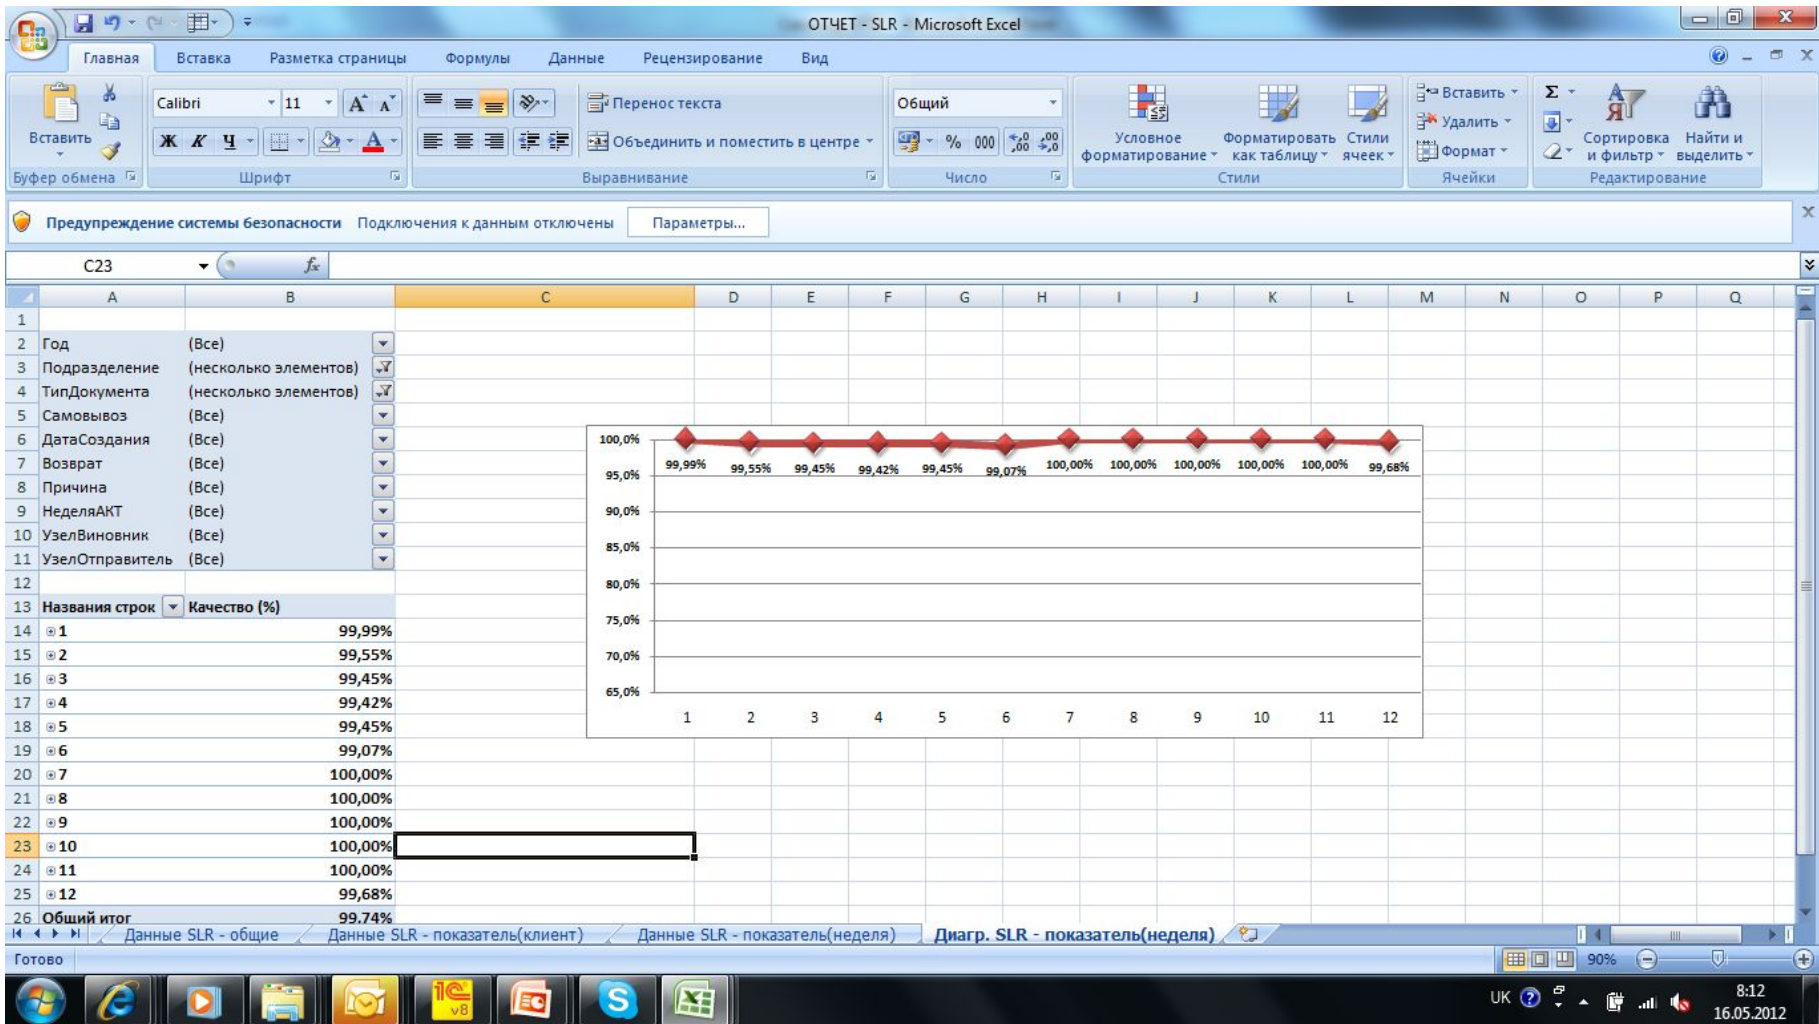 ОТЧЕТ - SLR - Microsoft Excel
Главная Вставка Разметка страницы Формулы Данные Рецензирование Вид
Вставить
Буфер обмена
Calibri 11
Ж К Ч
Шрифт
Перенос текста
Объединить и поместить в центре
Выравнивание
Общий
% 000
Число
Условное форматирование
Форматировать как таблицу
Стили ячеек
Стили
Вставить
Удалить
Формат
Ячейки
Сортировка и фильтр
Найти и выделить
Редактирование
Предупреждение системы безопасности Подключения к данным отключены Параметры...
C23 fx
A B C D E F G H I J K L M N O P Q
1
2 Год (Все)
3 Подразделение (несколько элементов)
4 ТипДокумента (несколько элементов)
5 Самовывоз (Все)
6 ДатаСоздания (Все)
7 Возврат (Все)
8 Причина (Все)
9 НеделяАКТ (Все)
10 УзелВиновник (Все)
11 УзелОтправитель (Все)
12
13 Названия строк Качество (%)
14 1 99,99%
15 2 99,55%
16 3 99,45%
17 4 99,42%
18 5 99,45%
19 6 99,07%
20 7 100,00%
21 8 100,00%
22 9 100,00%
23 10 100,00%
24 11 100,00%
25 12 99,68%
26 Общий итог 99.74%
100,0%
99,99% 99,55% 99,45% 99,42% 99,45% 99,07% 100,00% 100,00% 100,00% 100,00% 100,00% 99,68%
95,0%
90,0%
85,0%
80,0%
75,0%
70,0%
65,0%
1 2 3 4 5 6 7 8 9 10 11 12
Данные SLR - общие Данные SLR - показатель(клиент) Данные SLR - показатель(неделя) Диагр. SLR - показатель(неделя)
Готово 90%
UK 8:12
16.05.2012